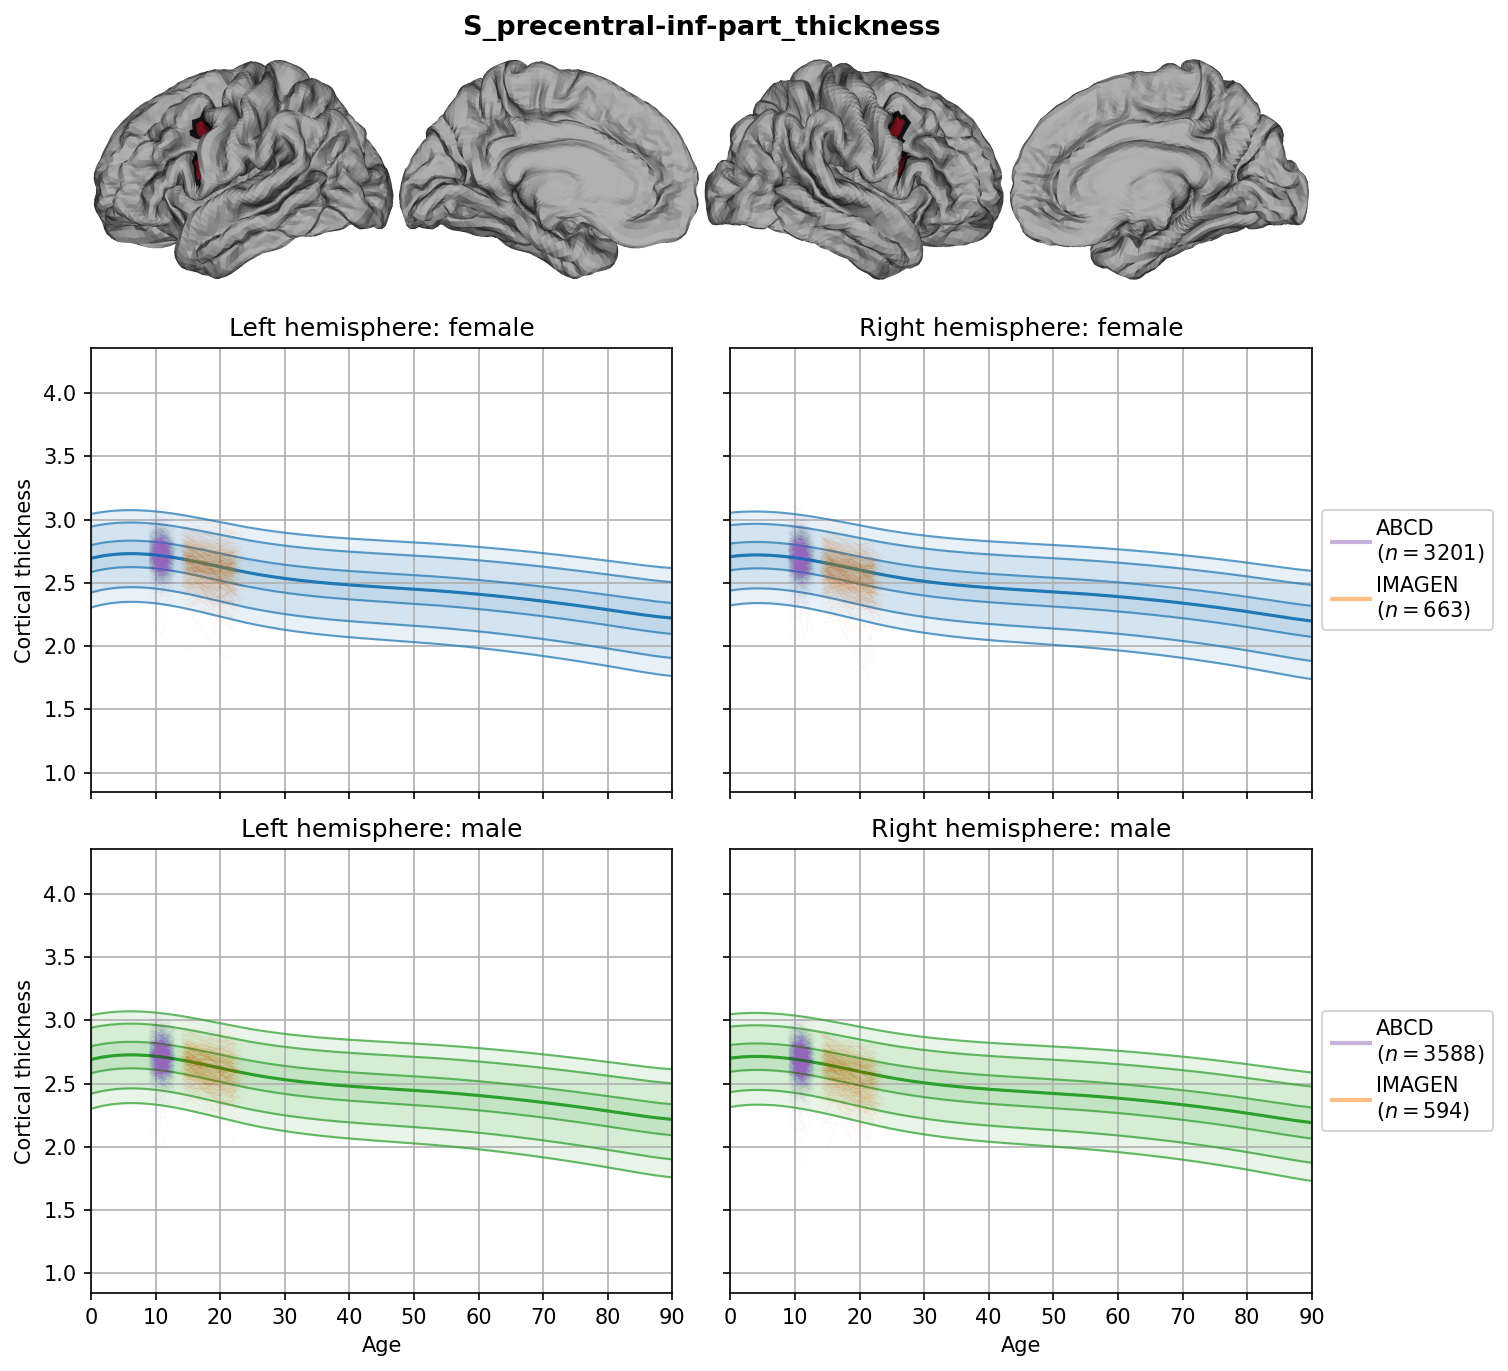 S_precentral-inf-part_thickness
Left hemisphere: female
Right hemisphere: female
4.0
3.5
3.0
2.5
2.0
1.5
1.0
Cortical thickness
ABCD
(n = 3201)
IMAGEN
(n = 663)
Left hemisphere: male
Right hemisphere: male
4.0
3.5
3.0
2.5
2.0
1.5
1.0
Cortical thickness
ABCD
(n = 3588)
IMAGEN
(n = 594)
0 10 20 30 40 50 60 70 80 90
0 10 20 30 40 50 60 70 80 90
Age
Age